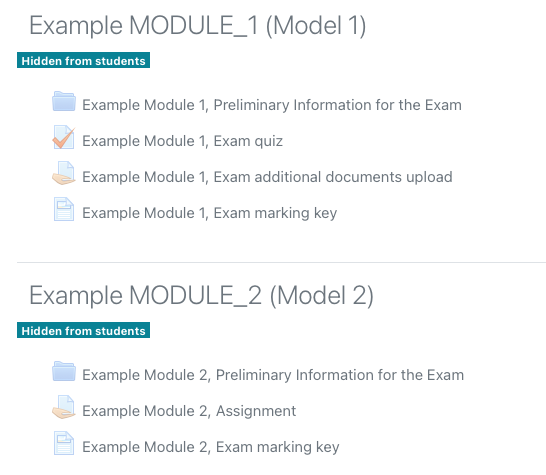 Example MODULE_1 (Model 1)
Hidden from students
Example Module 1, Preliminary Information for the Exam
Example Module 1, Exam quiz
Example Module 1, Exam additional documents upload
Example Module 1, Exam marking key
Example MODULE_2 (Model 2)
Hidden from students
Example Module 2, Preliminary Information for the Exam
Example Module 2, Assignment
Example Module 2, Exam marking key